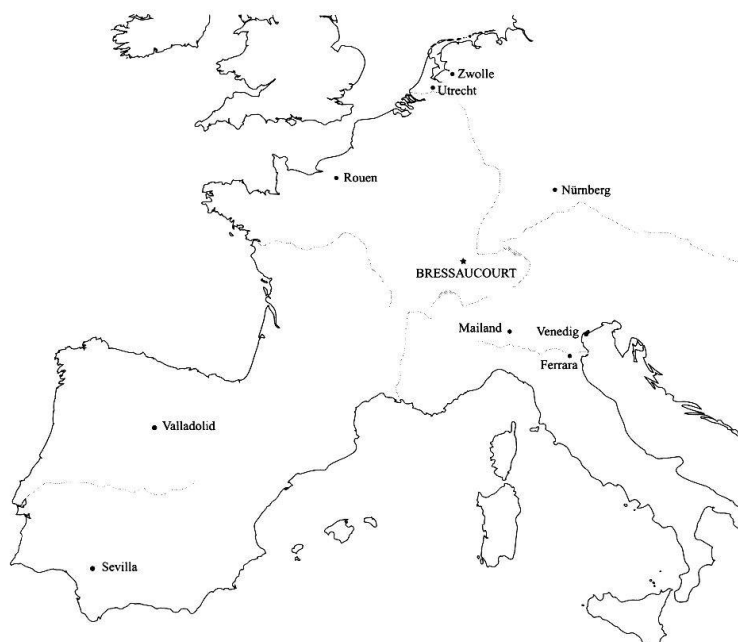 Zwolle
Utrecht
Rouen
Nürnberg
BRESSAUCOURT
Mailand
Venedig
Ferrara
Valladolid
Sevilla